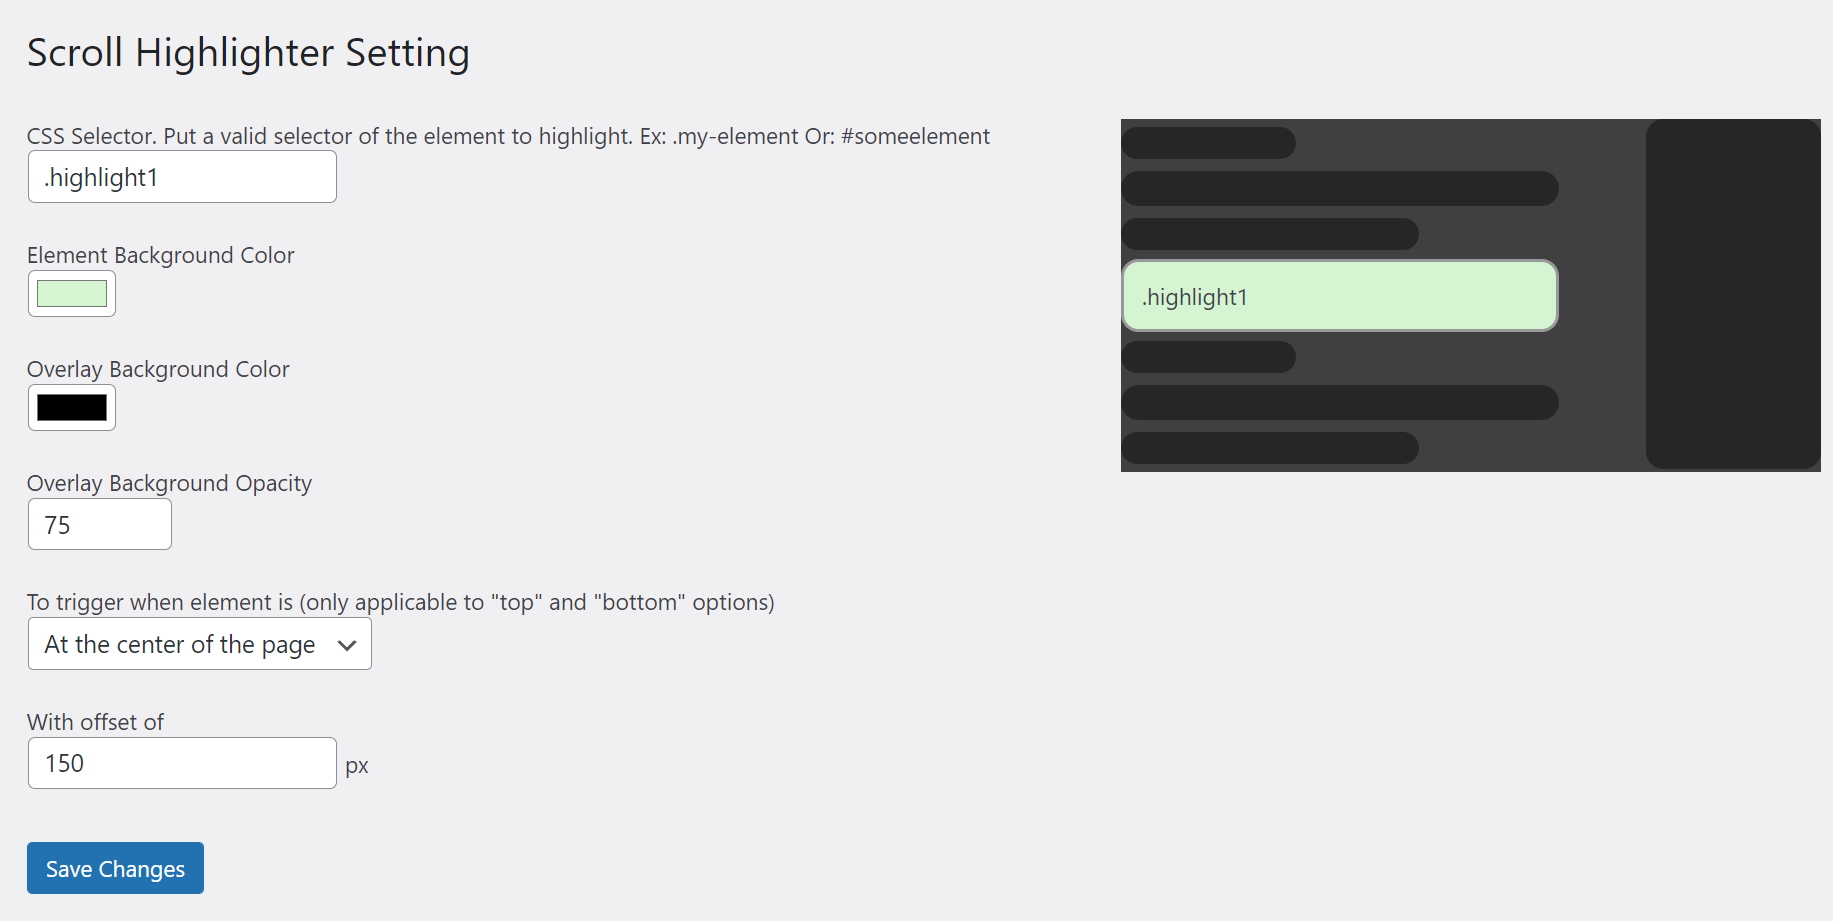 Scroll Highlighter Setting
CSS Selector. Put a valid selector of the element to highlight. Ex: .my-element Or: #someelement
.highlight1
Element Background Color
Overlay Background Color
Overlay Background Opacity
75
To trigger when element is (only applicable to "top" and "bottom" options)
At the center of the page
With offset of
150 px
Save Changes
.highlight1